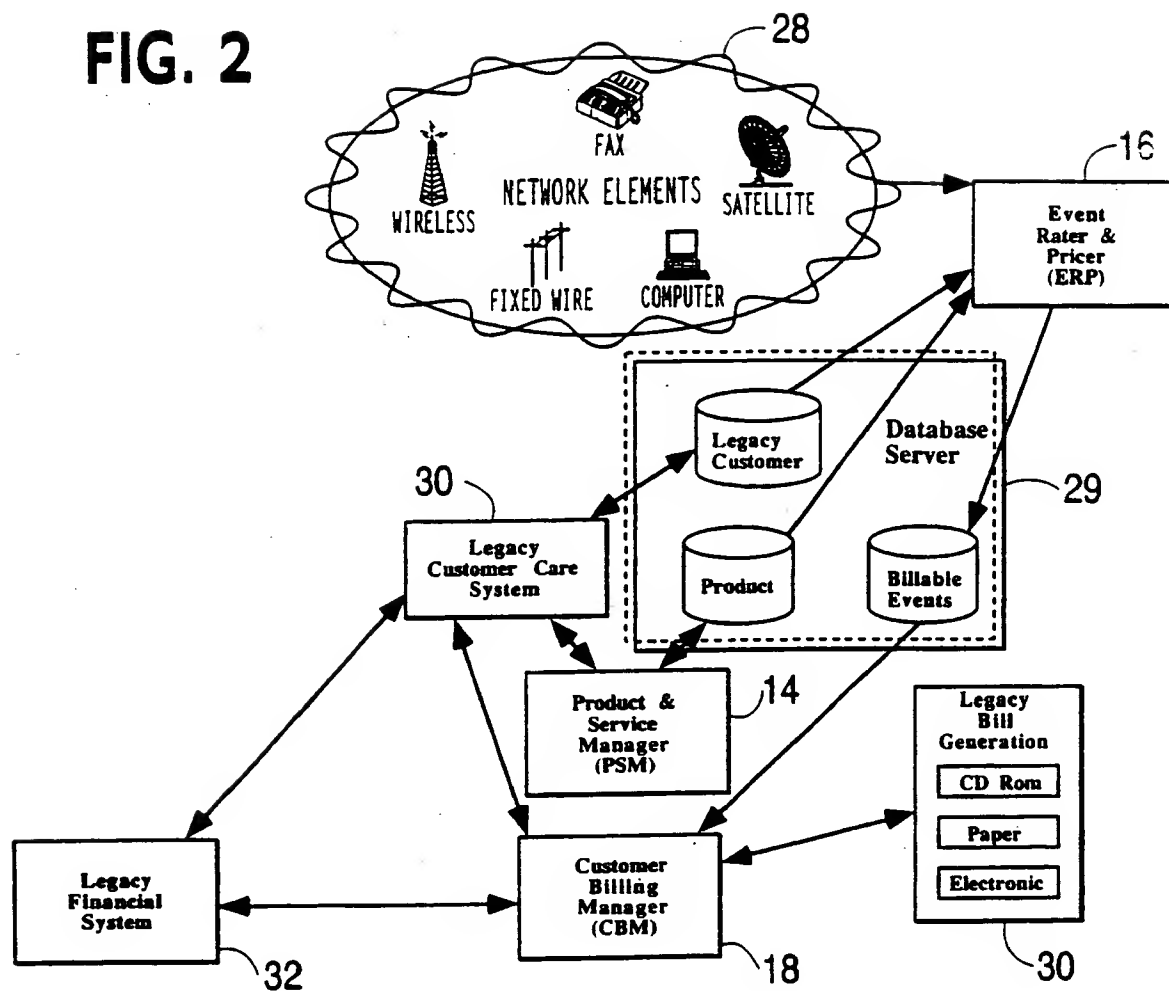 FIG. 2
28
FAX
WIRELESS
NETWORK ELEMENTS
SATELLITE
FIXED WIRE
COMPUTER
16
Event
Rater &
Pricer
(ERP)
Legacy
Customer
Database
Server
29
Product
Billable
Events
30
Legacy
Customer Care
System
Product &
Service
Manager
(PSM)
14
Legacy
Bill
Generation
CD Rom
Paper
Electronic
30
Legacy
Financial
System
32
Customer
Billing
Manager
(CBM)
18